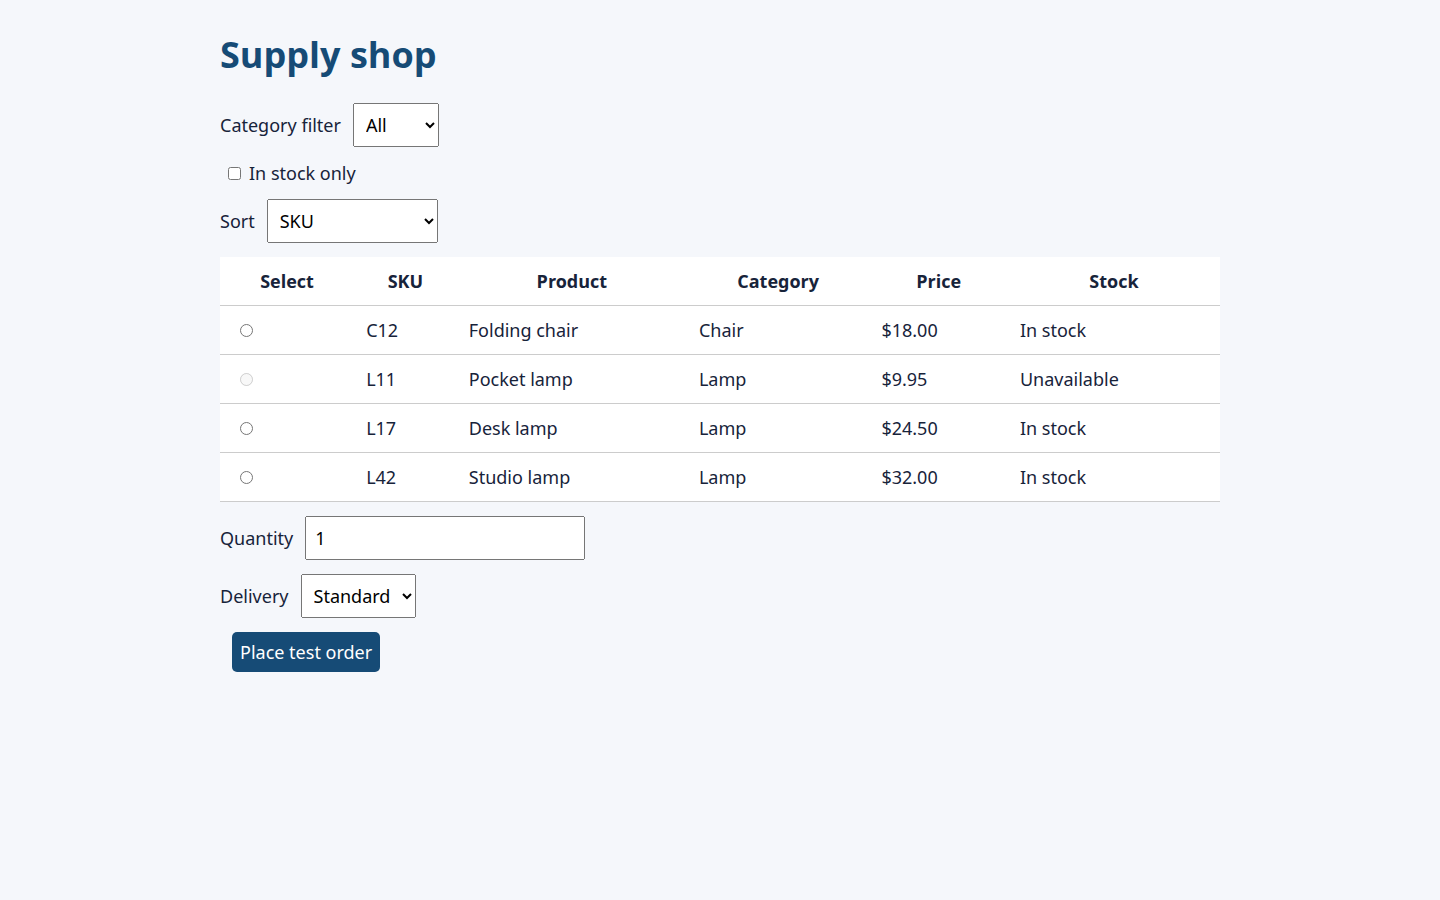 Supply shop
Category filter All
In stock only
Sort SKU
Select SKU Product Category Price Stock
C12 Folding chair Chair $18.00 In stock
L11 Pocket lamp Lamp $9.95 Unavailable
L17 Desk lamp Lamp $24.50 In stock
L42 Studio lamp Lamp $32.00 In stock
Quantity 1
Delivery Standard
Place test order